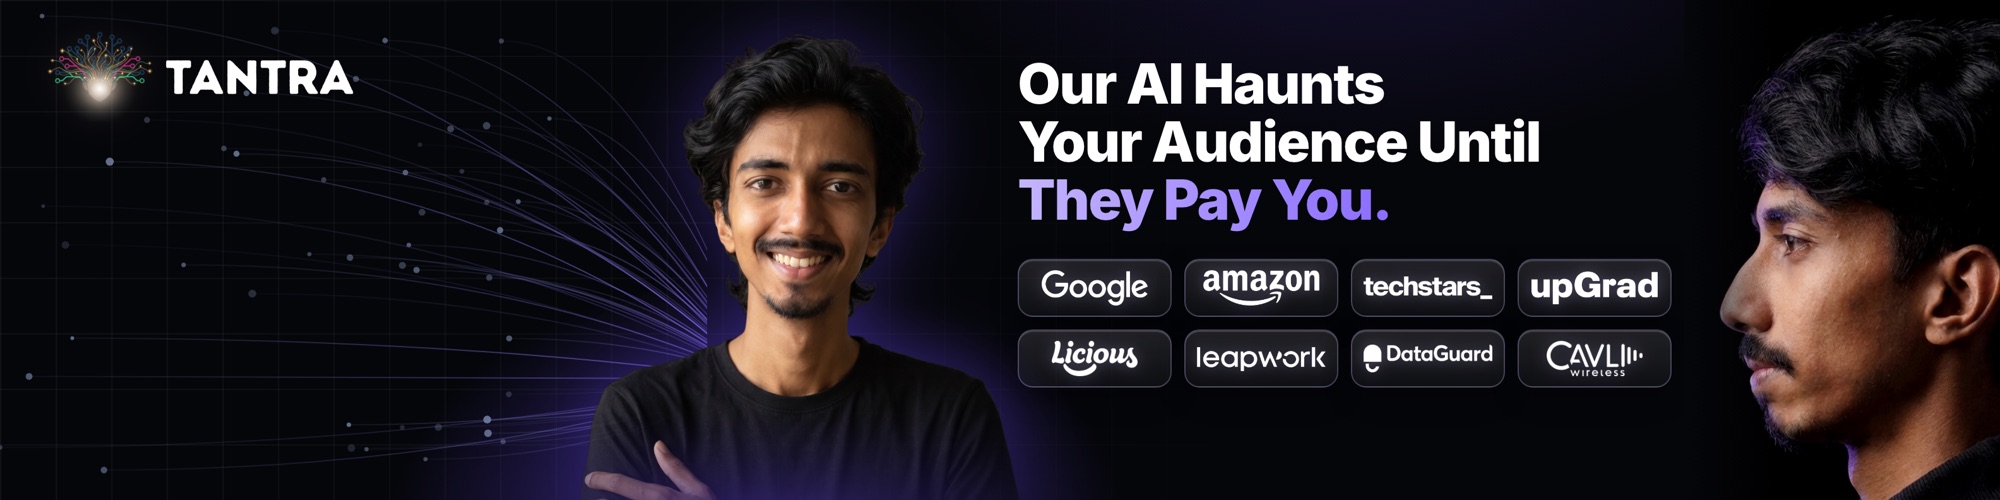 TANTRA
Our AI Haunts
Your Audience Until
They Pay You.
Google
amazon
techstars_
upGrad
Licious
leapwork
DataGuard
CAVLI
wireless